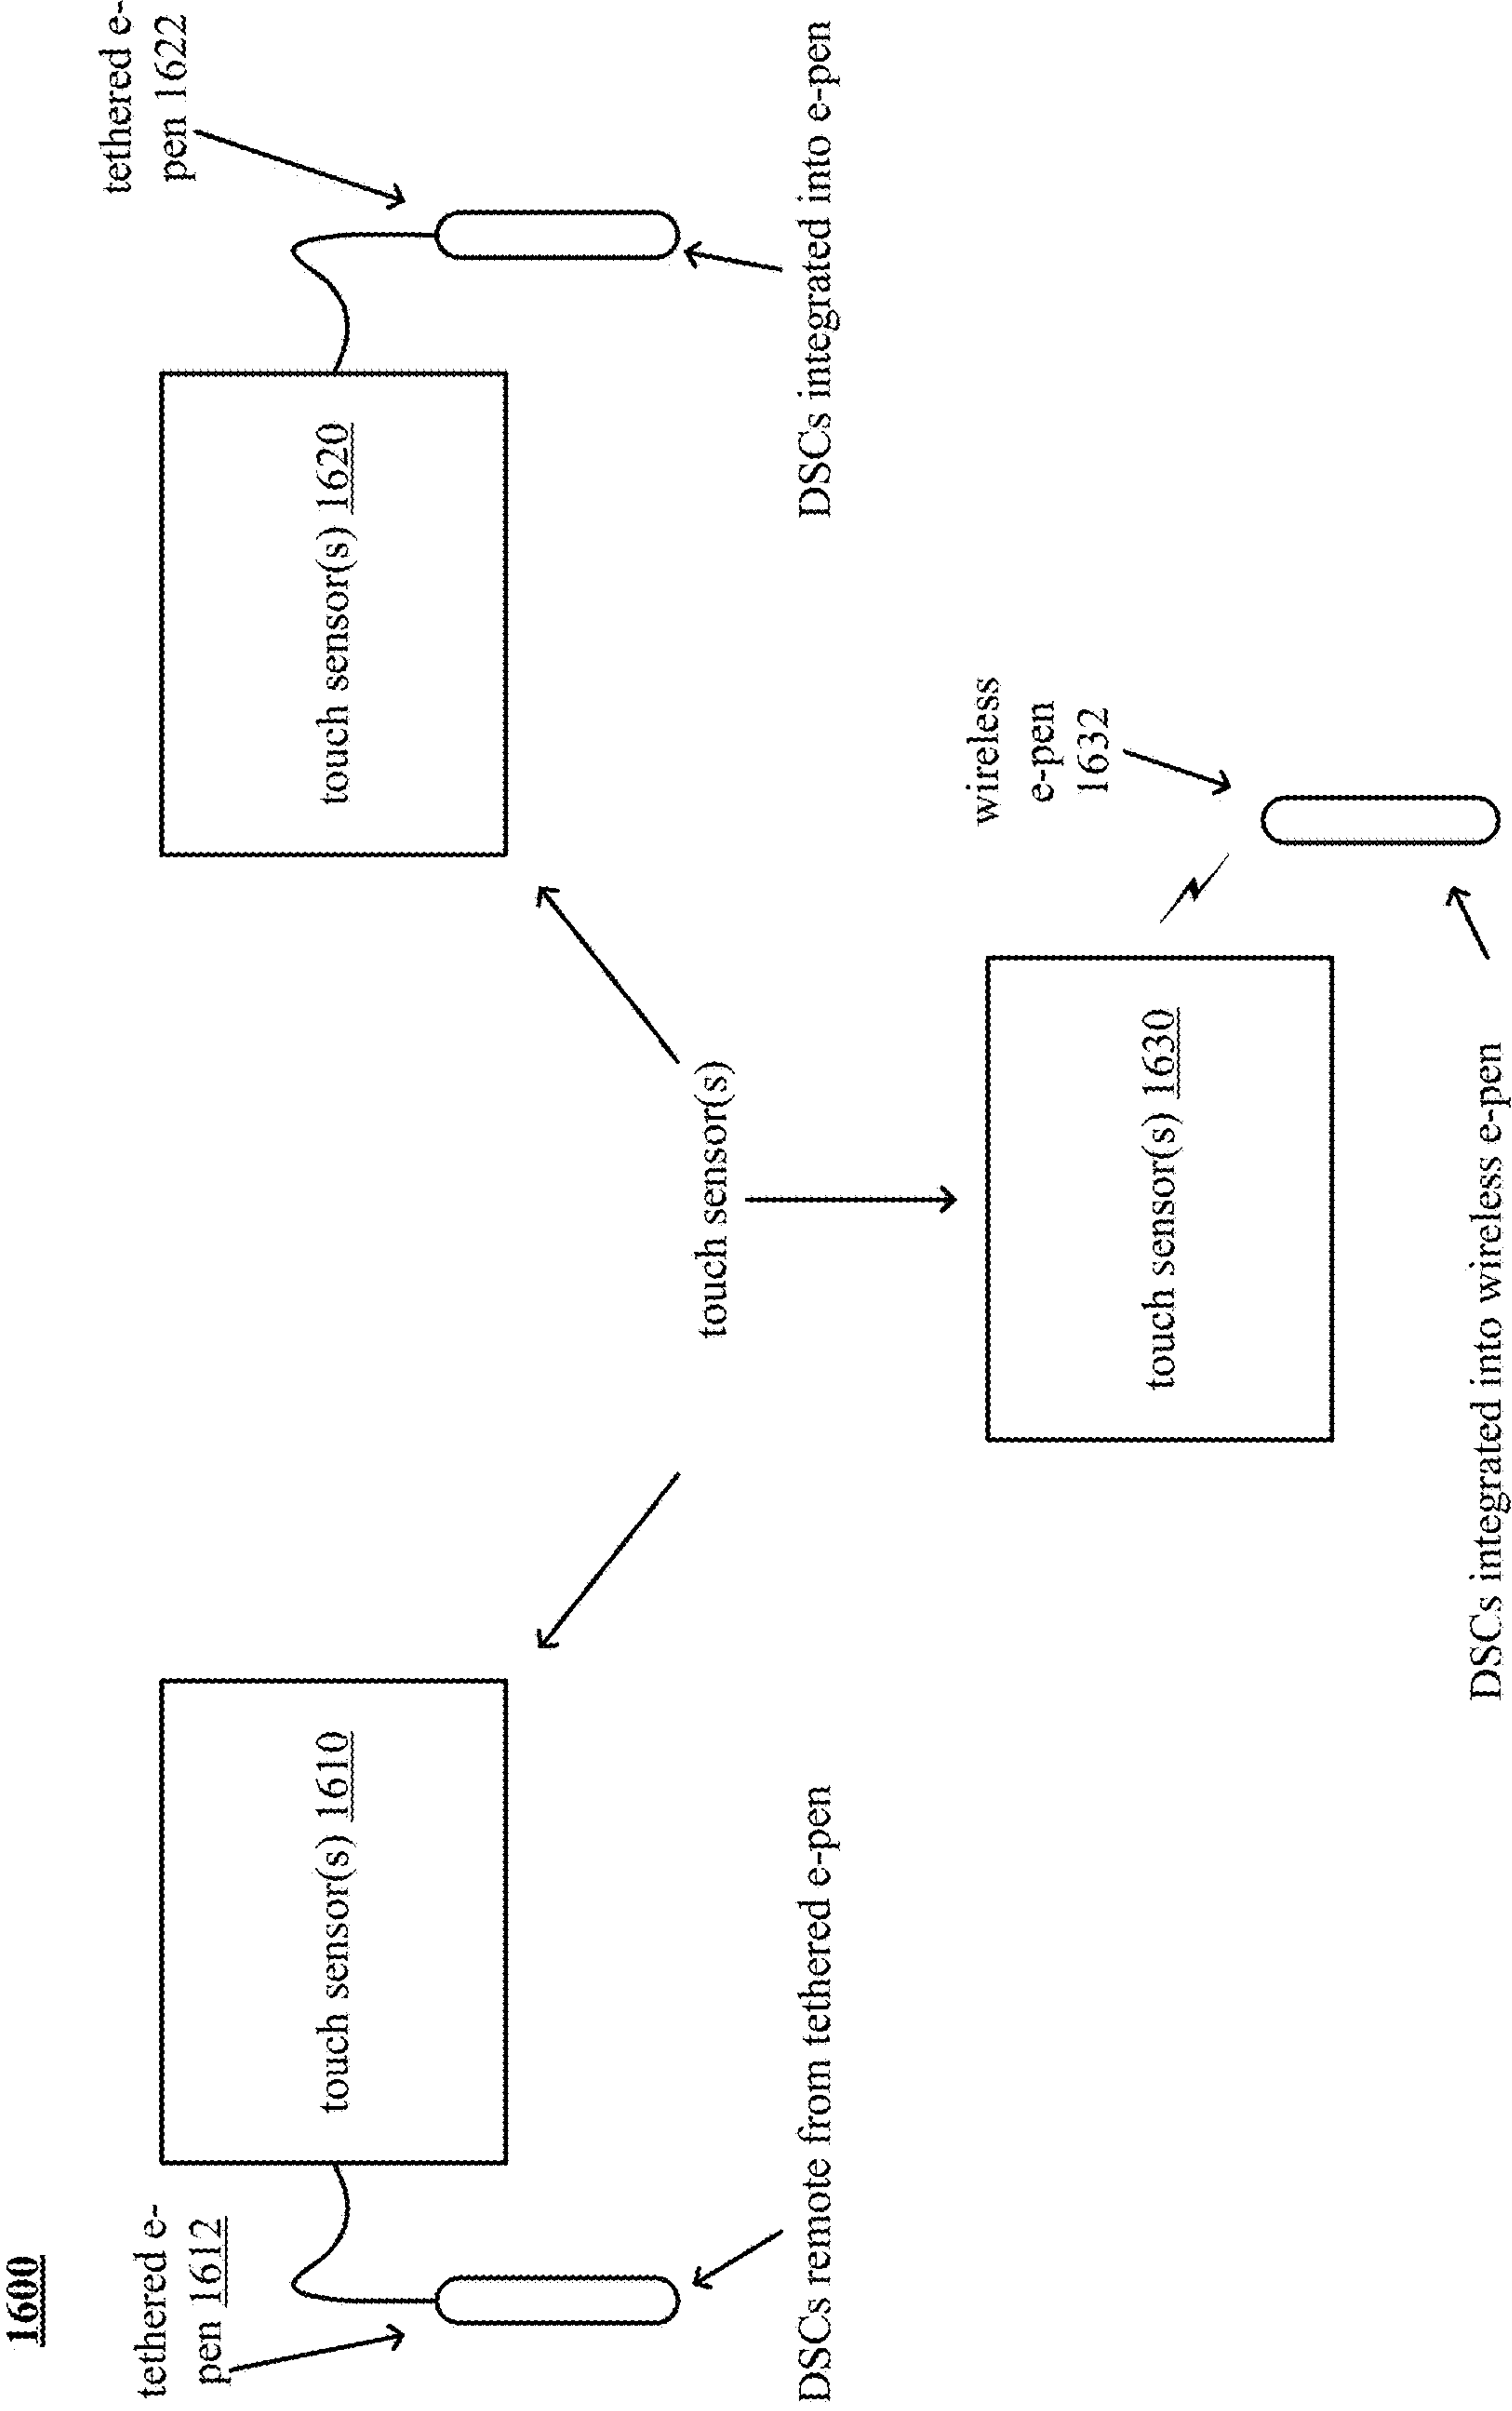 1600
tethered e-
pen 1612
touch sensor(s) 1610
DSCs remote from tethered e-pen
touch sensor(s)
tethered e-
pen 1622
touch sensor(s) 1620
DSCs integrated into e-pen
wireless
e-pen
1632
touch sensor(s) 1630
DSCs integrated into wireless e-pen